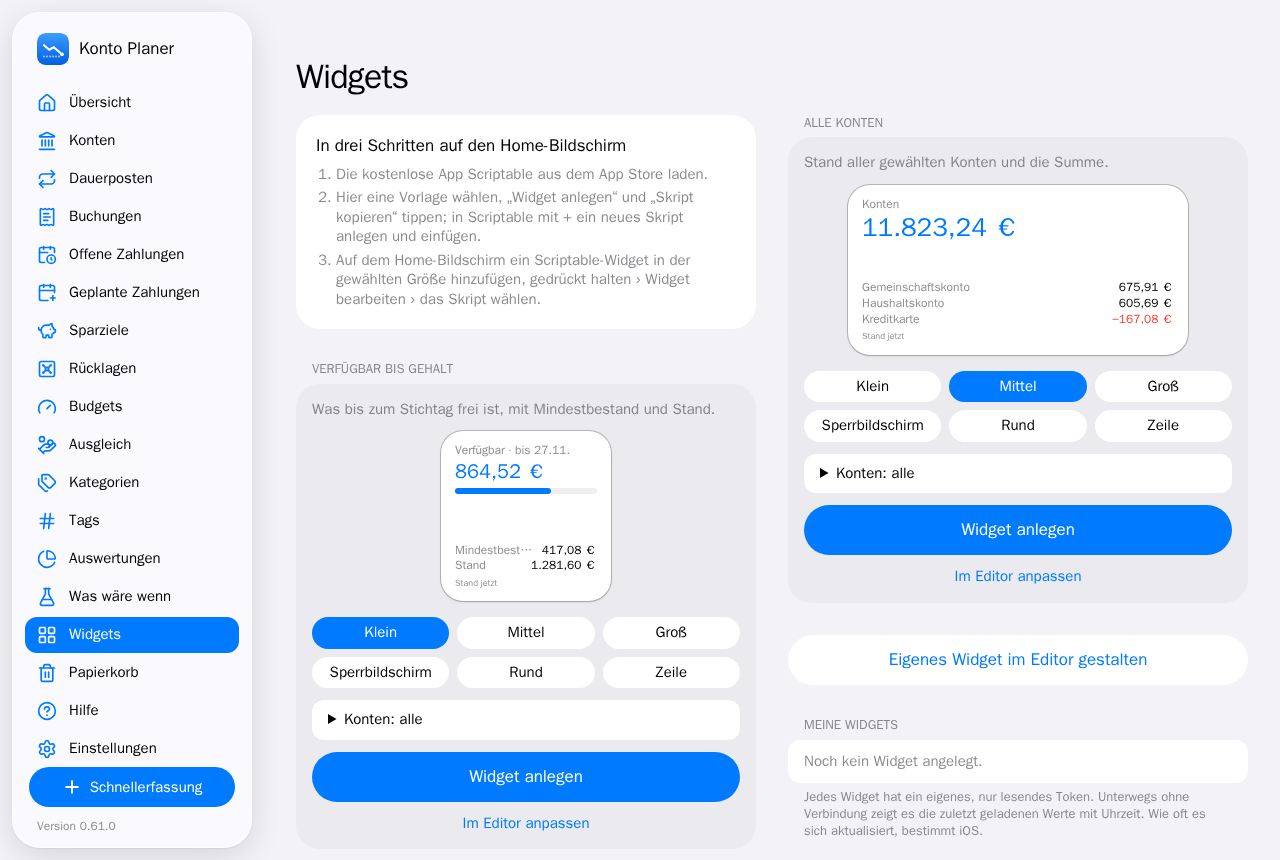 Konto Planer
Übersicht
Konten
Dauerposten
Buchungen
Offene Zahlungen
Geplante Zahlungen
Sparziele
Rücklagen
Budgets
Ausgleich
Kategorien
Tags
Auswertungen
Was wäre wenn
Widgets
Papierkorb
Hilfe
Einstellungen
Schnellerfassung
Version 0.61.0
Widgets
In drei Schritten auf den Home-Bildschirm
1. Die kostenlose App Scriptable aus dem App Store laden.
2. Hier eine Vorlage wählen, „Widget anlegen“ und „Skript
kopieren“ tippen; in Scriptable mit + ein neues Skript
anlegen und einfügen.
3. Auf dem Home-Bildschirm ein Scriptable-Widget in der
gewählten Größe hinzufügen, gedrückt halten › Widget
bearbeiten › das Skript wählen.
VERFÜGBAR BIS GEHALT
Was bis zum Stichtag frei ist, mit Mindestbestand und Stand.
Verfügbar · bis 27.11.
864,52 €
Mindestbest… 417,08 €
Stand 1.281,60 €
Stand jetzt
Klein Mittel Groß
Sperrbildschirm Rund Zeile
Konten: alle
Widget anlegen
Im Editor anpassen
ALLE KONTEN
Stand aller gewählten Konten und die Summe.
Konten
11.823,24 €
Gemeinschaftskonto 675,91 €
Haushaltskonto 605,69 €
Kreditkarte −167,08 €
Stand jetzt
Klein Mittel Groß
Sperrbildschirm Rund Zeile
Konten: alle
Widget anlegen
Im Editor anpassen
Eigenes Widget im Editor gestalten
MEINE WIDGETS
Noch kein Widget angelegt.
Jedes Widget hat ein eigenes, nur lesendes Token. Unterwegs ohne
Verbindung zeigt es die zuletzt geladenen Werte mit Uhrzeit. Wie oft es
sich aktualisiert, bestimmt iOS.